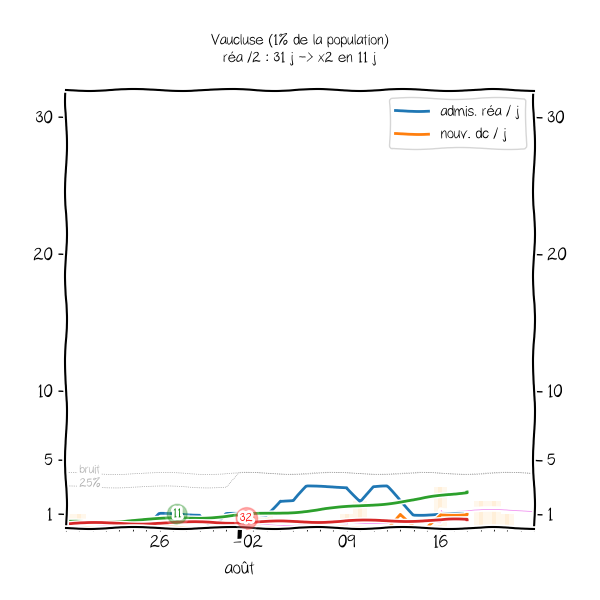 Vaucluse (1% de la population)
réa /2 : 31 j -> x2 en 11 j
admis. réa / j
nouv. dc / j
30
30
20
20
10
10
5
5
bruit
25%
1
1
11
32
26
02
09
16
août